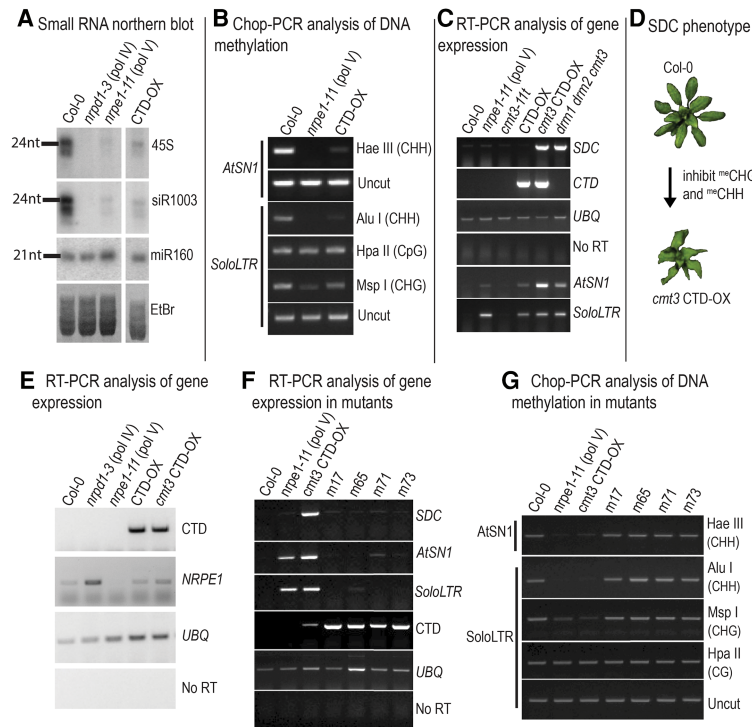 A Small RNA northern blot
Col-0
nrpd1-3 (pol IV)
nrpe1-11 (pol V)
CTD-OX
24nt
45S
24nt
siR1003
21nt
miR160
EtBr
B Chop-PCR analysis of DNA
methylation
Col-0
nrpe1-11 (pol V)
CTD-OX
AtSN1
Hae III (CHH)
Uncut
SoloLTR
Alu I (CHH)
Hpa II (CpG)
Msp I (CHG)
Uncut
C RT-PCR analysis of gene
expression
Col-0
nrpe1-11 (pol V)
cmt3-11t
CTD-OX
cmt3 CTD-OX
drm1 drm2 cmt3
SDC
CTD
UBQ
No RT
AtSN1
SoloLTR
D SDC phenotype
Col-0
inhibit meCHG
and meCHH
cmt3 CTD-OX
E RT-PCR analysis of gene
expression
Col-0
nrpd1-3 (pol IV)
nrpe1-11 (pol V)
CTD-OX
cmt3 CTD-OX
CTD
NRPE1
UBQ
No RT
F RT-PCR analysis of gene
expression in mutants
Col-0
nrpe1-11 (pol V)
cmt3 CTD-OX
m17
m65
m71
m73
SDC
AtSN1
SoloLTR
CTD
UBQ
No RT
G Chop-PCR analysis of DNA
methylation in mutants
Col-0
nrpe1-11 (pol V)
cmt3 CTD-OX
m17
m65
m71
m73
AtSN1
Hae III
(CHH)
SoloLTR
Alu I
(CHH)
Msp I
(CHG)
Hpa II
(CG)
Uncut